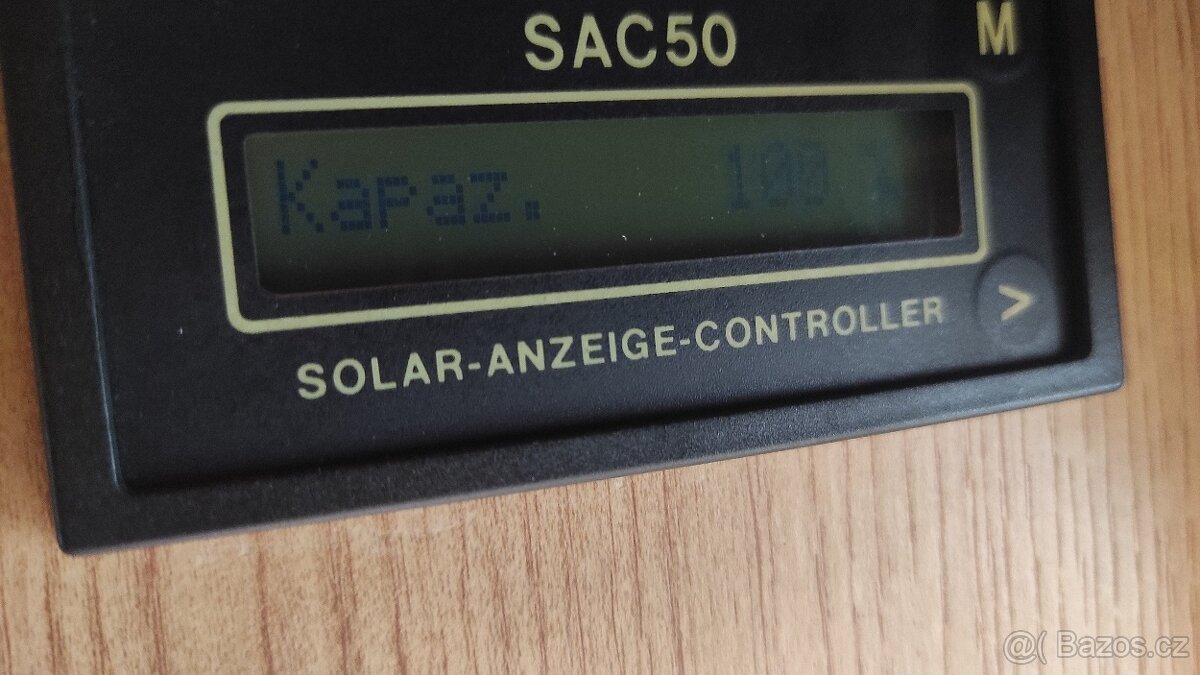 SAC50
M
Kapaz. 100 %
>
SOLAR-ANZEIGE-CONTROLLER
@( Bazos.cz